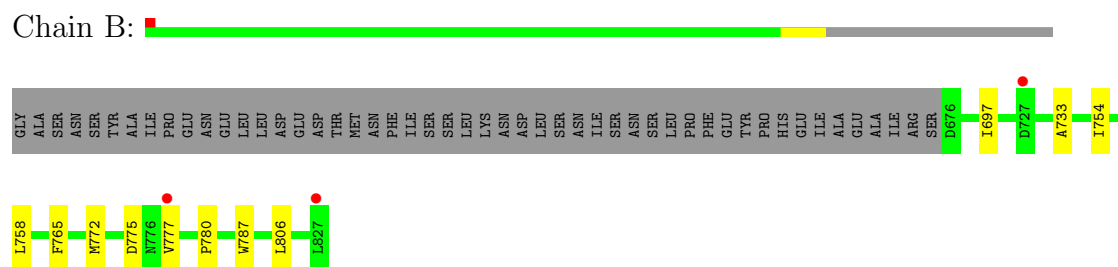 Chain B:
GLY ALA SER ASN SER TYR ALA ILE PRO GLU ASN GLU LEU LEU ASP GLU ASP THR MET ASN PHE ILE SER SER LEU LYS ASN ASP LEU SER ASN ILE SER ASN SER LEU PRO PHE GLU TYR PRO HIS GLU ILE ALA GLU ALA ILE ARG SER D676 I697 D727 A733 I754
L758 F765 M772 D775 N776 V777 P780 W787 L806 L827